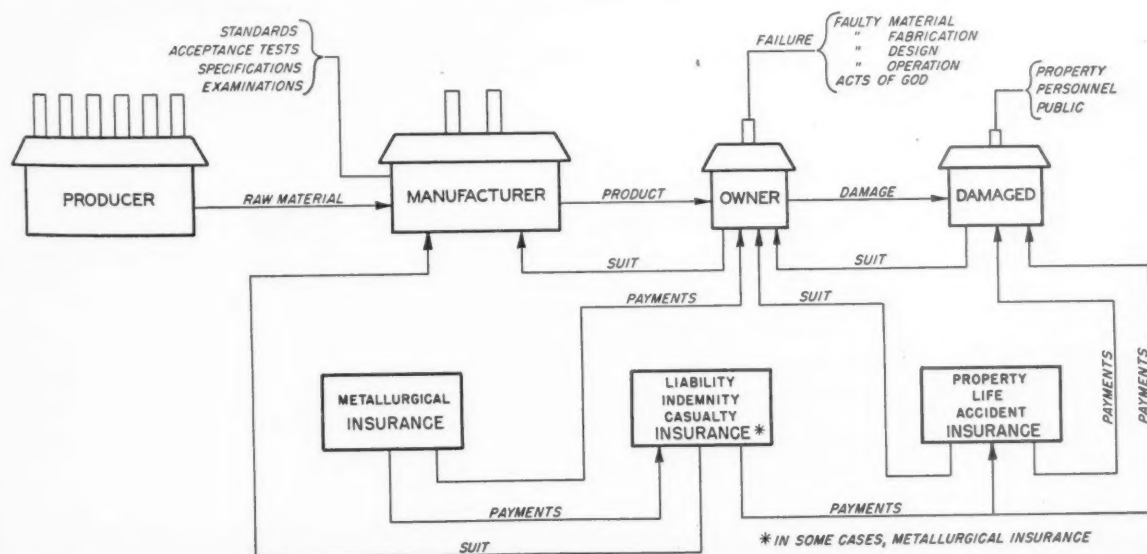 STANDARDS
ACCEPTANCE TESTS
SPECIFICATIONS
EXAMINATIONS
FAILURE
FAULTY MATERIAL
" FABRICATION
" DESIGN
" OPERATION
ACTS OF GOD
PROPERTY
PERSONNEL
PUBLIC
PRODUCER
RAW MATERIAL
MANUFACTURER
PRODUCT
OWNER
DAMAGE
DAMAGED
SUIT
SUIT
PAYMENTS
SUIT
PAYMENTS
PAYMENTS
METALLURGICAL
INSURANCE
LIABILITY
INDEMNITY
CASUALTY
INSURANCE *
PROPERTY
LIFE
ACCIDENT
INSURANCE
PAYMENTS
PAYMENTS
SUIT
* IN SOME CASES, METALLURGICAL INSURANCE